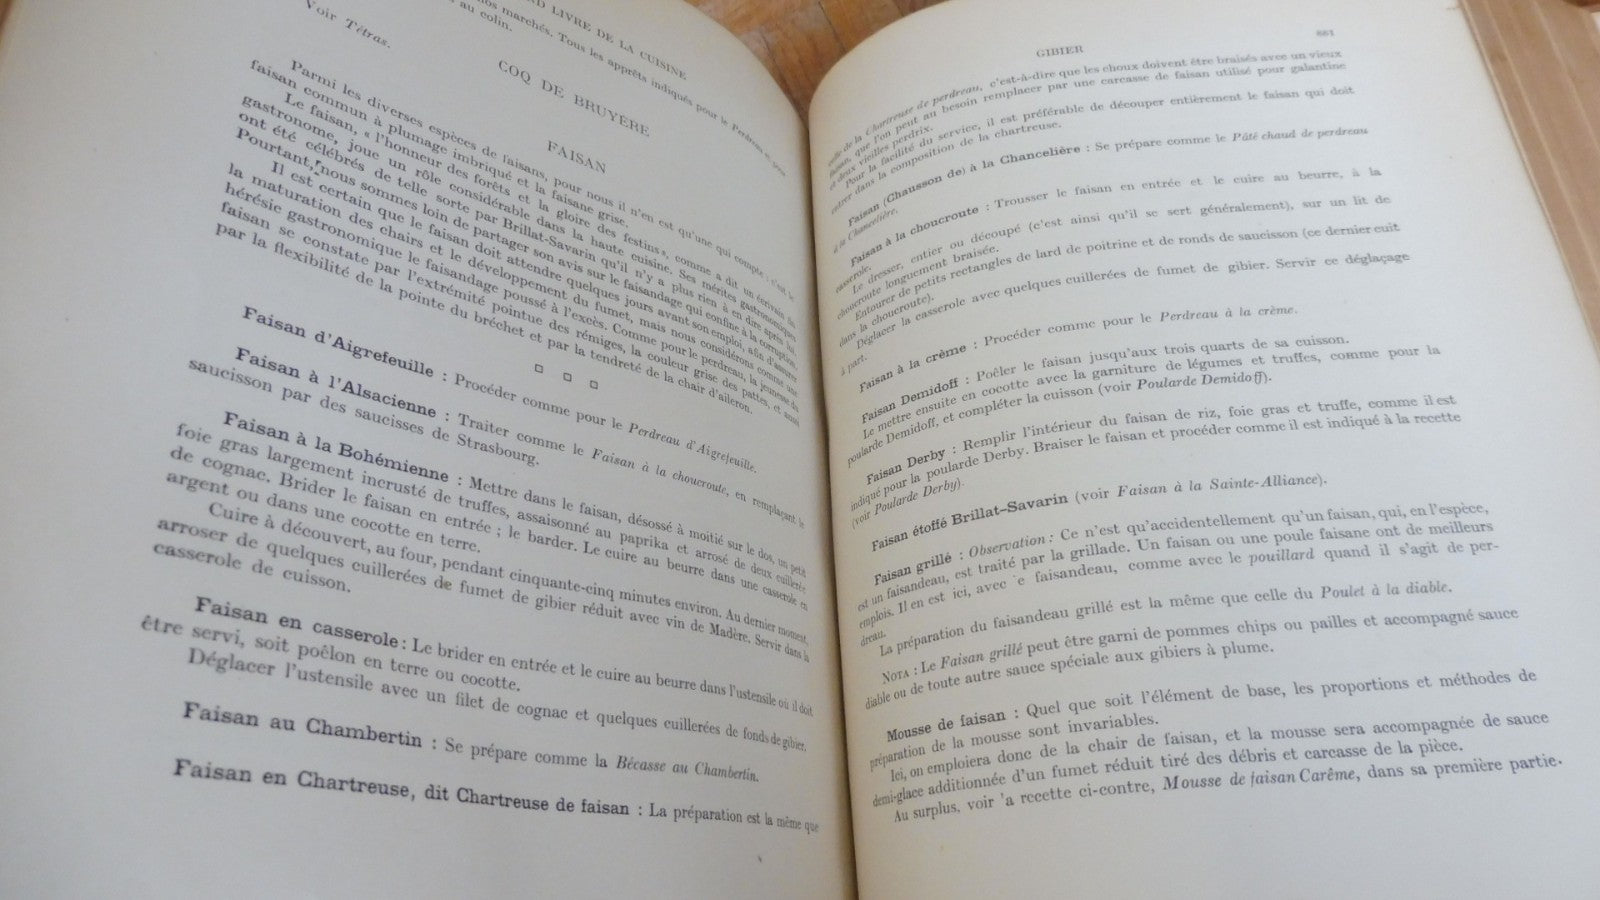 ND LIVRE DE LA CUISINE
nos marchés. Tous les apprêts indiqués pour le Perdreau et pour
au colin.
COQ DE BRUYÈRE
Voir Tétras.
FAISAN
Parmi les diverses espèces de faisans, pour nous il n'en est qu'une qui compte : c'est le
faisan commun à plumage imbriqué et la faisane grise.
Le faisan, « l'honneur des forêts et la gloire des festins », comme a dit un écrivain
gastronome, joue un rôle considérable dans la haute cuisine. Ses mérites gastronomiques
ont été célébrés de telle sorte par Brillat-Savarin qu'il n'y a plus rien à en dire après lui.
Pourtant, nous sommes loin de partager son avis sur le faisandage qui confine à la corruption.
Il est certain que le faisan doit attendre quelques jours avant son emploi, afin d'assurer
la maturation des chairs et le développement du fumet, mais nous considérons comme une
hérésie gastronomique le faisandage poussé à l'excès. Comme pour le perdreau, la jeunesse du
faisan se constate par l'extrémité pointue des rémiges, la couleur grise des pattes, et aussi
par la flexibilité de la pointe du bréchet et par la tendreté de la chair d'aileron.
Faisan d'Aigrefeuille : Procéder comme pour le Perdreau d'Aigrefeuille.
Faisan à l'Alsacienne : Traiter comme le Faisan à la choucroute, en remplaçant le
saucisson par des saucisses de Strasbourg.
Faisan à la Bohémienne : Mettre dans le faisan, désossé à moitié sur le dos, un petit
foie gras largement incrusté de truffes, assaisonné au paprika et arrosé de deux cuillerées
de cognac. Brider le faisan en entrée ; le barder. Le cuire au beurre dans une casserole en
argent ou dans une cocotte en terre.
Cuire à découvert, au four, pendant cinquante-cinq minutes environ. Au dernier moment,
arroser de quelques cuillerées de fumet de gibier réduit avec vin de Madère. Servir dans la
casserole de cuisson.
Faisan en casserole : Le brider en entrée et le cuire au beurre dans l'ustensile où il doit
être servi, soit poêlon en terre ou cocotte.
Déglacer l'ustensile avec un filet de cognac et quelques cuillerées de fonds de gibier.
Faisan au Chambertin : Se prépare comme la Bécasse au Chambertin.
Faisan en Chartreuse, dit Chartreuse de faisan : La préparation est la même que
GIBIER
661
celle de la Chartreuse de perdreau, c'est-à-dire que les choux doivent être braisés avec un vieux
faisan, que l'on peut au besoin remplacer par une carcasse de faisan utilisé pour galantine
et deux vieilles perdrix.
Pour la facilité du service, il est préférable de découper entièrement le faisan qui doit
entrer dans la composition de la chartreuse.
Faisan (Chausson de) à la Chancelière : Se prépare comme le Pâté chaud de perdreau
à la Chancelière.
Faisan à la choucroute : Trousser le faisan en entrée et le cuire au beurre, à la
casserole.
Le dresser, entier ou découpé (c'est ainsi qu'il se sert généralement), sur un lit de
choucroute longuement braisée.
Entourer de petits rectangles de lard de poitrine et de ronds de saucisson (ce dernier cuit
dans la choucroute).
Déglacer la casserole avec quelques cuillerées de fumet de gibier. Servir ce déglaçage
à part.
Faisan à la crème : Procéder comme pour le Perdreau à la crème.
Faisan Demidoff : Poêler le faisan jusqu'aux trois quarts de sa cuisson.
Le mettre ensuite en cocotte avec la garniture de légumes et truffes, comme pour la
poularde Demidoff, et compléter la cuisson (voir Poularde Demidoff).
Faisan Derby : Remplir l'intérieur du faisan de riz, foie gras et truffe, comme il est
indiqué pour la poularde Derby. Braiser le faisan et procéder comme il est indiqué à la recette
(voir Poularde Derby).
Faisan étoffé Brillat-Savarin (voir Faisan à la Sainte-Alliance).
Faisan grillé : Observation : Ce n'est qu'accidentellement qu'un faisan, qui, en l'espèce,
est un faisandeau, est traité par la grillade. Un faisan ou une poule faisane ont de meilleurs
emplois. Il en est ici, avec 'e faisandeau, comme avec le pouillard quand il s'agit de per-
dreau.
La préparation du faisandeau grillé est la même que celle du Poulet à la diable.
NOTA : Le Faisan grillé peut être garni de pommes chips ou pailles et accompagné sauce
diable ou de toute autre sauce spéciale aux gibiers à plume.
Mousse de faisan : Quel que soit l'élément de base, les proportions et méthodes de
préparation de la mousse sont invariables.
Ici, on emploiera donc de la chair de faisan, et la mousse sera accompagnée de sauce
demi-glace additionnée d'un fumet réduit tiré des débris et carcasse de la pièce.
Au surplus, voir 'a recette ci-contre, Mousse de faisan Carême, dans sa première partie.